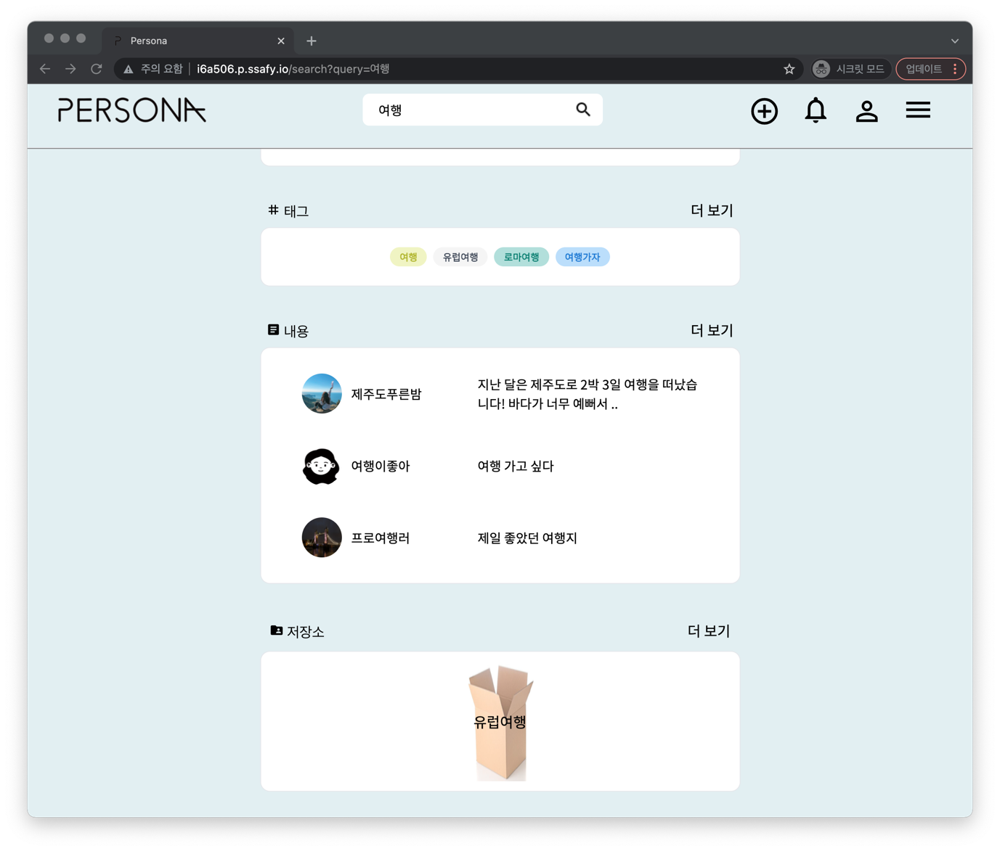 Persona
주의 요함
i6a506.p.ssafy.io/search?query=여행
시크릿 모드
업데이트
PERSONA
여행
태그
더 보기
여행
유럽여행
로마여행
여행가자
내용
더 보기
제주도푸른밤
지난 달은 제주도로 2박 3일 여행을 떠났습
니다! 바다가 너무 예뻐서 ..
여행이좋아
여행 가고 싶다
프로여행러
제일 좋았던 여행지
저장소
더 보기
유럽여행